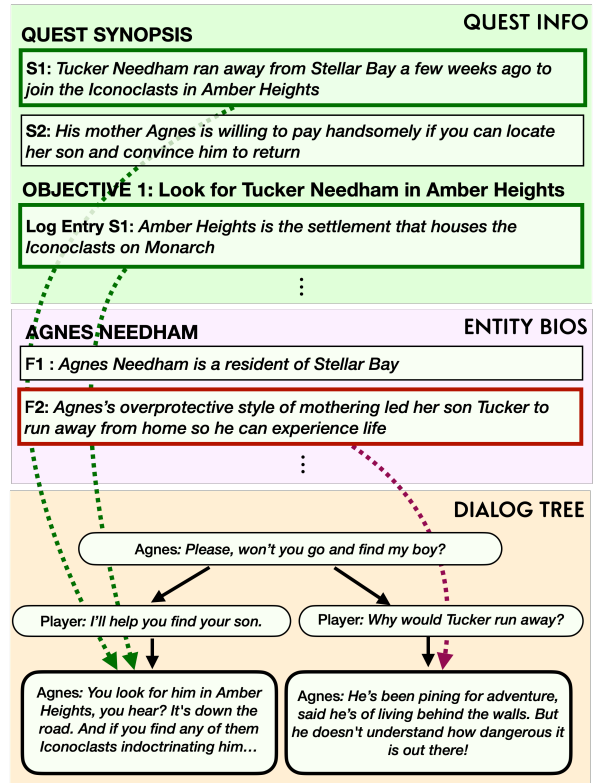 QUEST INFO
QUEST SYNOPSIS
S1: Tucker Needham ran away from Stellar Bay a few weeks ago to
join the Iconoclasts in Amber Heights
S2: His mother Agnes is willing to pay handsomely if you can locate
her son and convince him to return
OBJECTIVE 1: Look for Tucker Needham in Amber Heights
Log Entry S1: Amber Heights is the settlement that houses the
Iconoclasts on Monarch
⋮
ENTITY BIOS
AGNES NEEDHAM
F1 : Agnes Needham is a resident of Stellar Bay
F2: Agnes's overprotective style of mothering led her son Tucker to
run away from home so he can experience life
⋮
DIALOG TREE
Agnes: Please, won't you go and find my boy?
Player: I'll help you find your son.
Player: Why would Tucker run away?
Agnes: You look for him in Amber
Heights, you hear? It's down the
road. And if you find any of them
Iconoclasts indoctrinating him...
Agnes: He's been pining for adventure,
said he's of living behind the walls. But
he doesn't understand how dangerous it
is out there!